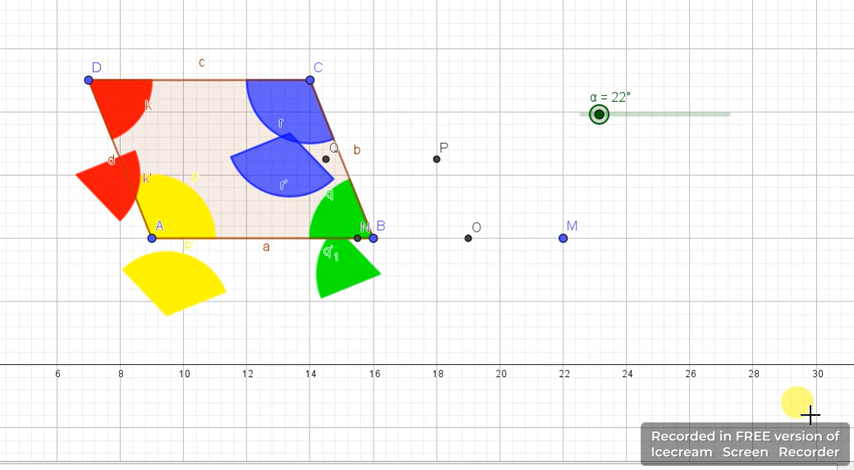 D
c
C
α = 22°
k
r
Q
b
P
d
k'
r'
q
A
N
B
a
q'₁
O
M
6
8
10
12
14
16
18
20
22
24
26
28
30
Recorded in FREE version of
Icecream Screen Recorder